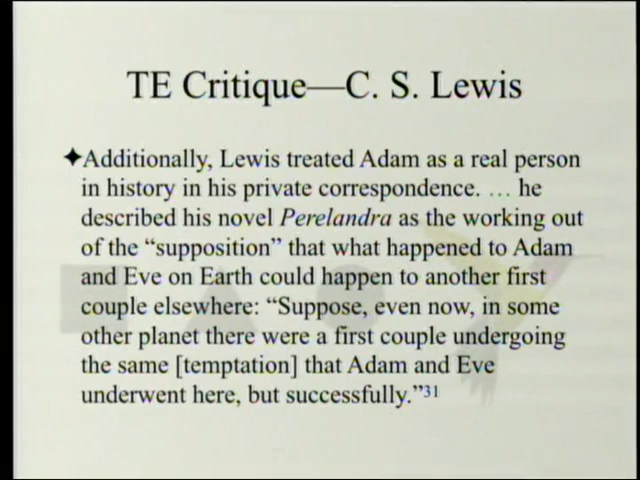 TE Critique—C. S. Lewis
✦Additionally, Lewis treated Adam as a real person
in history in his private correspondence. … he
described his novel Perelandra as the working out
of the “supposition” that what happened to Adam
and Eve on Earth could happen to another first
couple elsewhere: “Suppose, even now, in some
other planet there were a first couple undergoing
the same [temptation] that Adam and Eve
underwent here, but successfully.”31